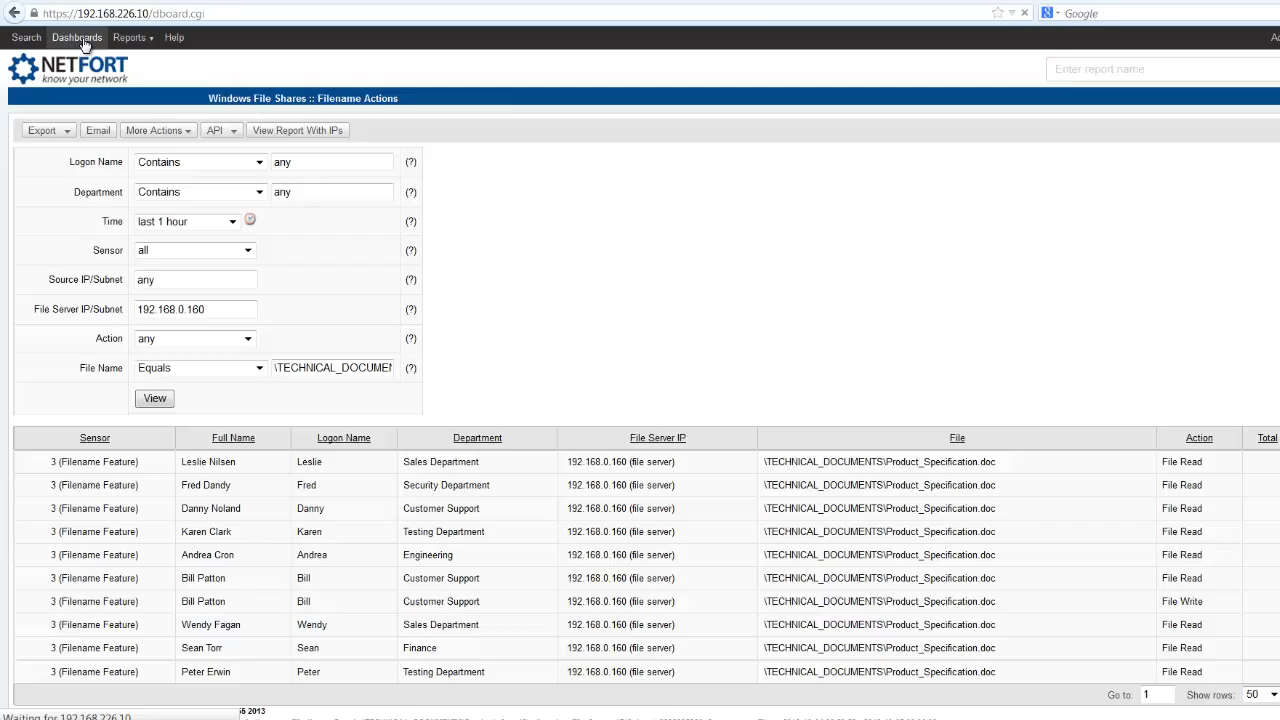 https://192.168.226.10/dboard.cgi Google
Search Dashboards Reports Help
NETFORT
know your network
Enter report name
Windows File Shares :: Filename Actions
Export Email More Actions API View Report With IPs
Logon Name Contains any (?)
Department Contains any (?)
Time last 1 hour (?)
Sensor all (?)
Source IP/Subnet any (?)
File Server IP/Subnet 192.168.0.160 (?)
Action any (?)
File Name Equals \TECHNICAL_DOCUMEN (?)
View
Sensor Full Name Logon Name Department File Server IP File Action Total
3 (Filename Feature) Leslie Nilsen Leslie Sales Department 192.168.0.160 (file server) \TECHNICAL_DOCUMENTS\Product_Specification.doc File Read
3 (Filename Feature) Fred Dandy Fred Security Department 192.168.0.160 (file server) \TECHNICAL_DOCUMENTS\Product_Specification.doc File Read
3 (Filename Feature) Danny Noland Danny Customer Support 192.168.0.160 (file server) \TECHNICAL_DOCUMENTS\Product_Specification.doc File Read
3 (Filename Feature) Karen Clark Karen Testing Department 192.168.0.160 (file server) \TECHNICAL_DOCUMENTS\Product_Specification.doc File Read
3 (Filename Feature) Andrea Cron Andrea Engineering 192.168.0.160 (file server) \TECHNICAL_DOCUMENTS\Product_Specification.doc File Read
3 (Filename Feature) Bill Patton Bill Customer Support 192.168.0.160 (file server) \TECHNICAL_DOCUMENTS\Product_Specification.doc File Read
3 (Filename Feature) Bill Patton Bill Customer Support 192.168.0.160 (file server) \TECHNICAL_DOCUMENTS\Product_Specification.doc File Write
3 (Filename Feature) Wendy Fagan Wendy Sales Department 192.168.0.160 (file server) \TECHNICAL_DOCUMENTS\Product_Specification.doc File Read
3 (Filename Feature) Sean Torr Sean Finance 192.168.0.160 (file server) \TECHNICAL_DOCUMENTS\Product_Specification.doc File Read
3 (Filename Feature) Peter Erwin Peter Testing Department 192.168.0.160 (file server) \TECHNICAL_DOCUMENTS\Product_Specification.doc File Read
Go to: 1 Show rows: 50
2013
Waiting for 192.168.226.10